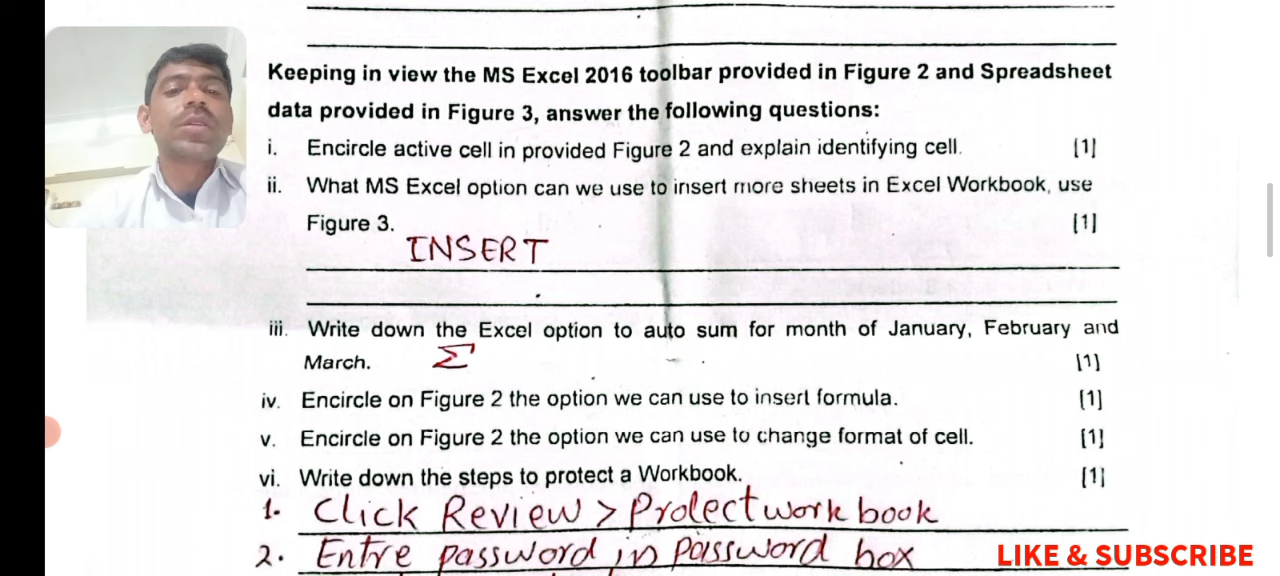 Keeping in view the MS Excel 2016 toolbar provided in Figure 2 and Spreadsheet
data provided in Figure 3, answer the following questions:
i. Encircle active cell in provided Figure 2 and explain identifying cell. [1]
ii. What MS Excel option can we use to insert more sheets in Excel Workbook, use
Figure 3. [1]
INSERT
iii. Write down the Excel option to auto sum for month of January, February and
March. Σ [1]
iv. Encircle on Figure 2 the option we can use to insert formula. [1]
v. Encircle on Figure 2 the option we can use to change format of cell. [1]
vi. Write down the steps to protect a Workbook. [1]
1. Click Review > Protect work book
2. Entre password in password box
LIKE & SUBSCRIBE